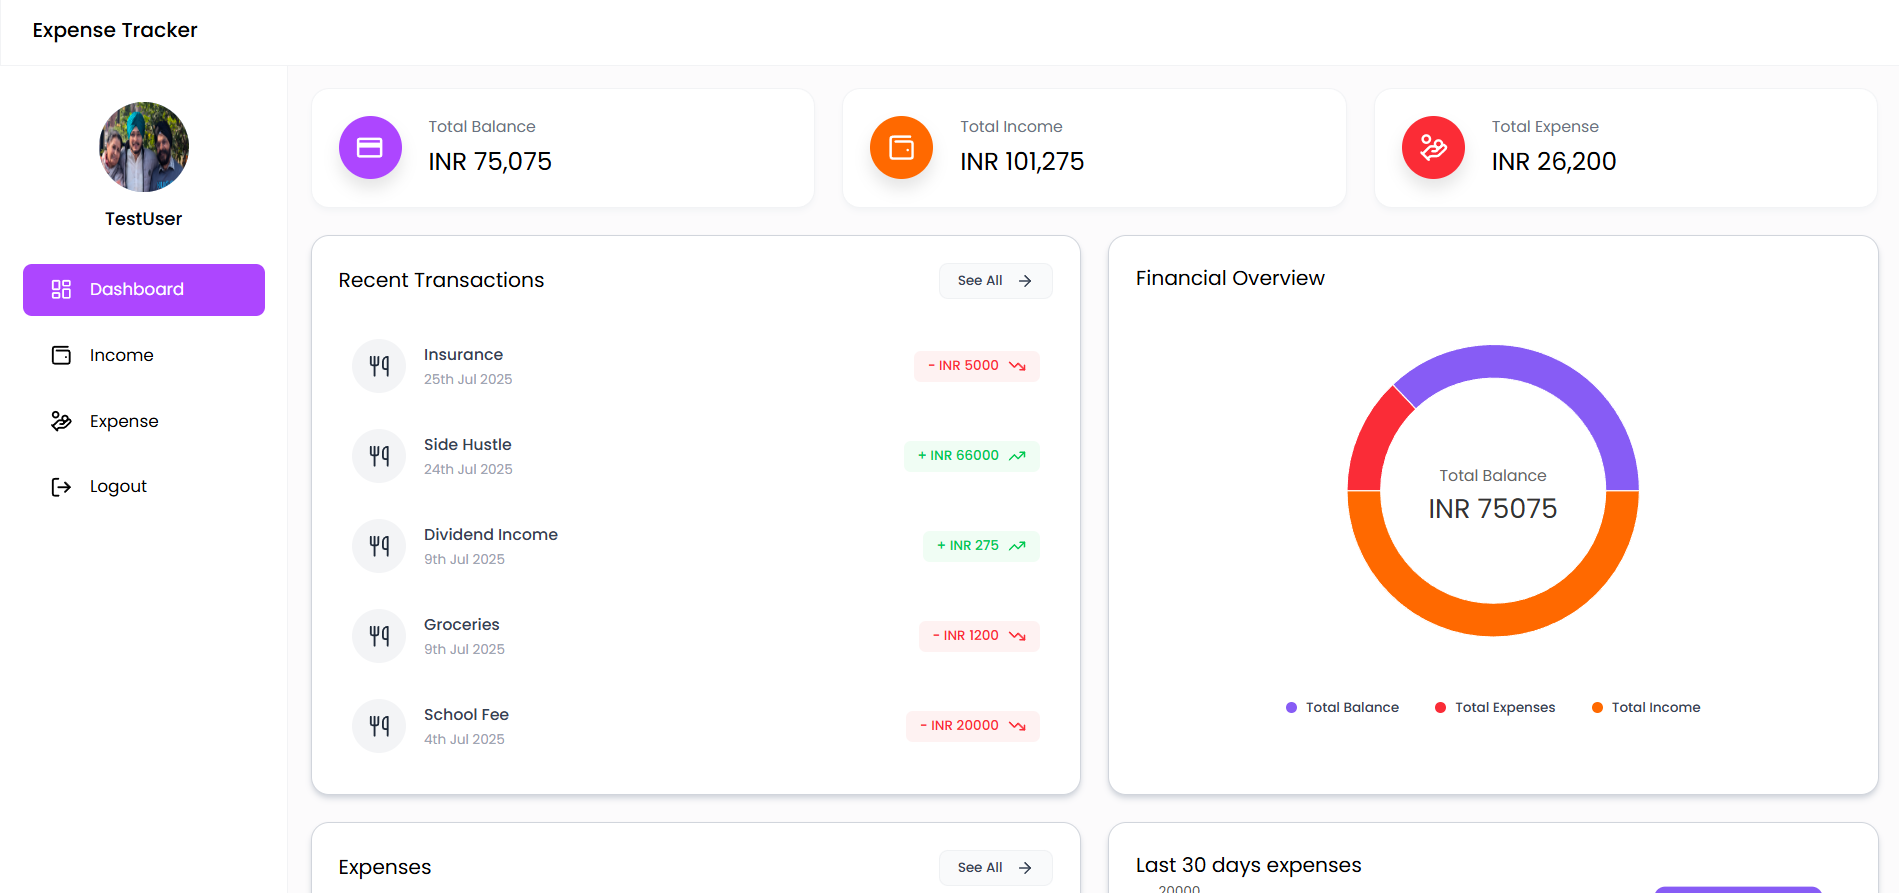 Expense Tracker
TestUser
Dashboard
Income
Expense
Logout
Total Balance
INR 75,075
Total Income
INR 101,275
Total Expense
INR 26,200
Recent Transactions
See All
Insurance
25th Jul 2025
- INR 5000
Side Hustle
24th Jul 2025
+ INR 66000
Dividend Income
9th Jul 2025
+ INR 275
Groceries
9th Jul 2025
- INR 1200
School Fee
4th Jul 2025
- INR 20000
Financial Overview
Total Balance
INR 75075
Total Balance
Total Expenses
Total Income
Expenses
See All
Last 30 days expenses
20000